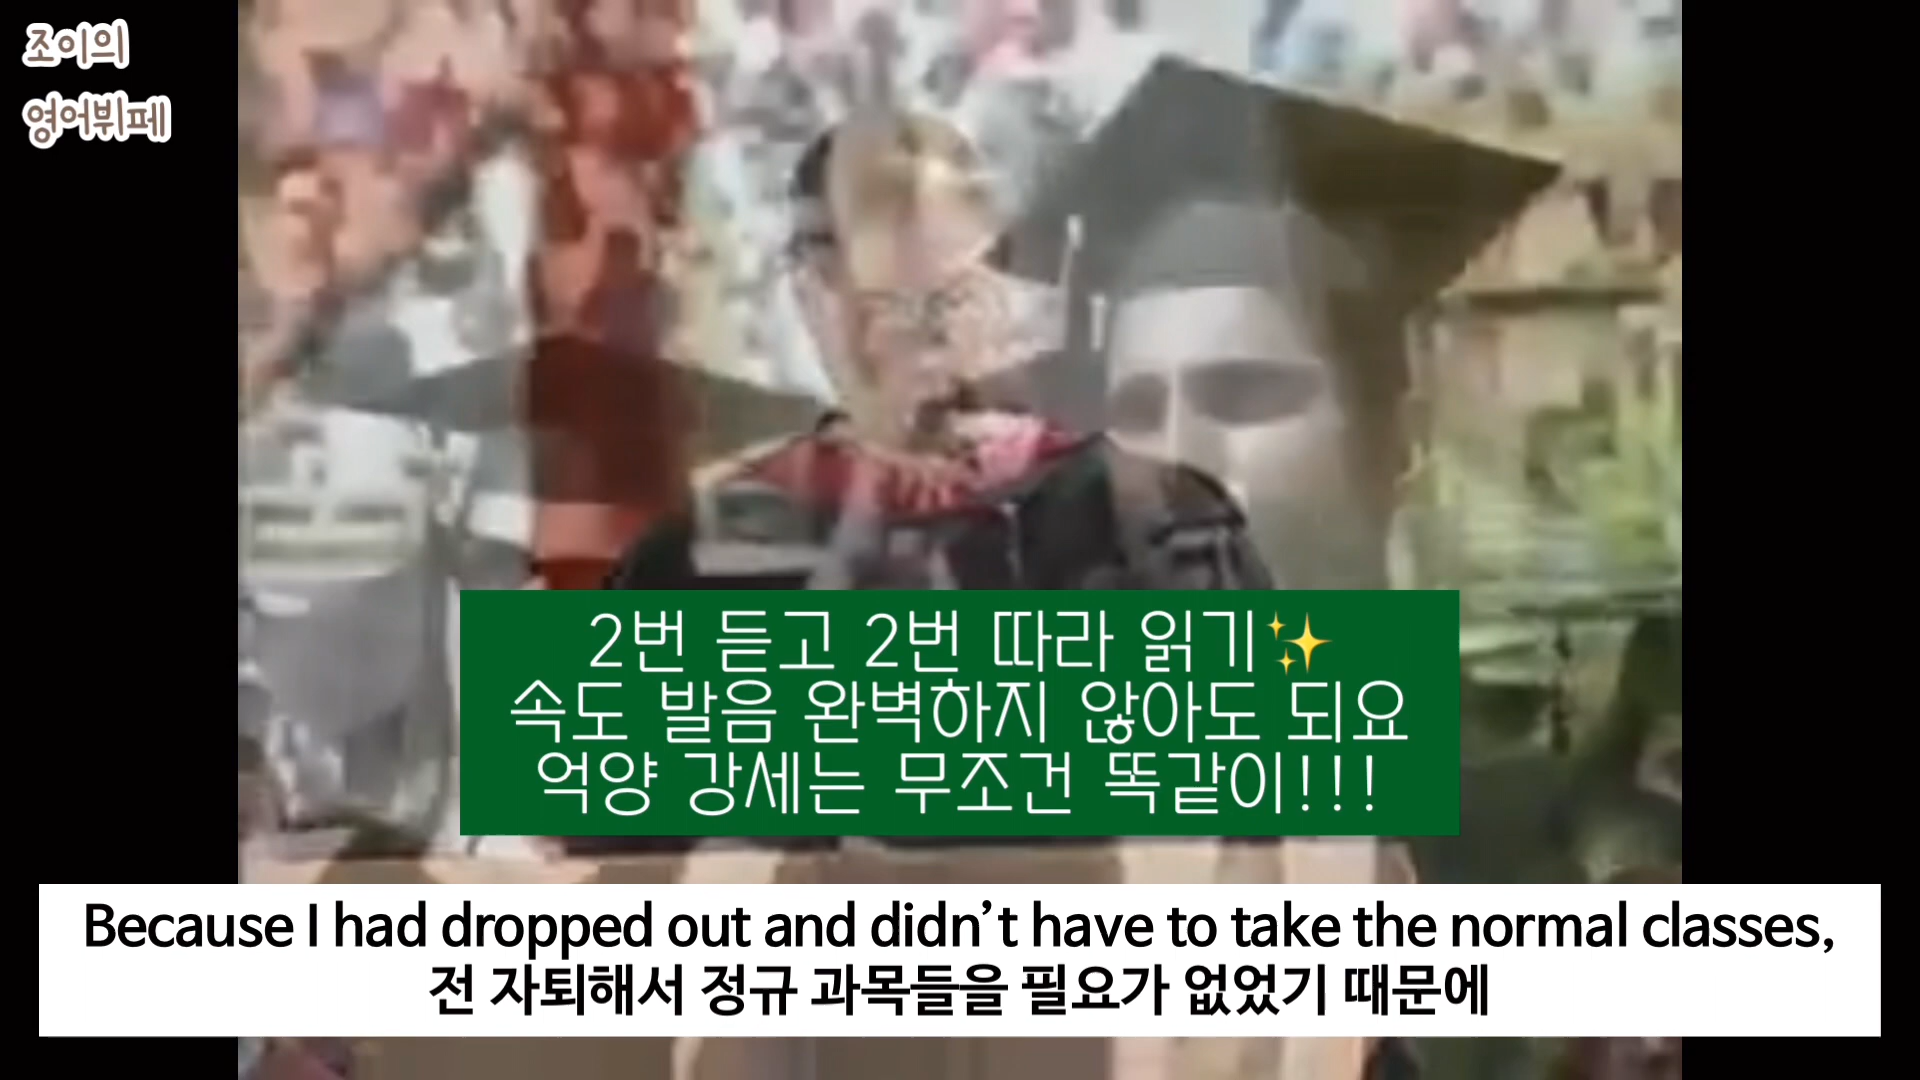 조이의
영어뷔페
2번 듣고 2번 따라 읽기✨
속도 발음 완벽하지 않아도 되요
억양 강세는 무조건 똑같이!!!
Because I had dropped out and didn't have to take the normal classes,
전 자퇴해서 정규 과목들을 필요가 없었기 때문에